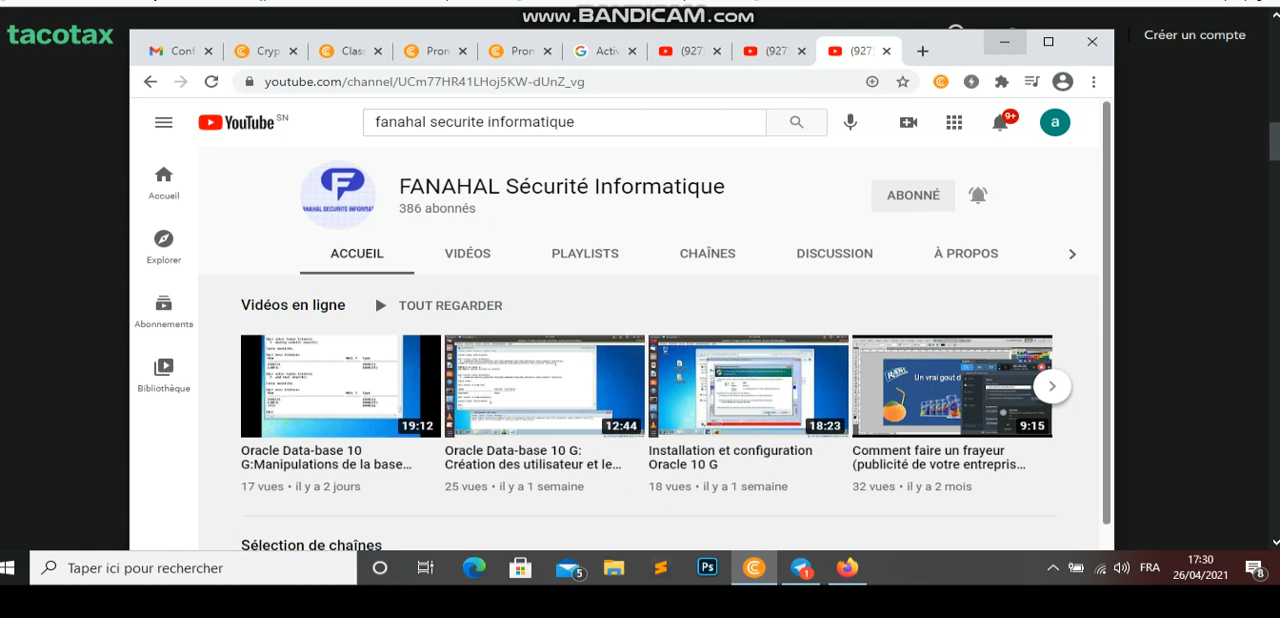 www.BANDICAM.com
tacotax
Créer un compte
Conf
Cryp
Clas
Pron
Pron
Activ
(927)
(927)
(927)
youtube.com/channel/UCm77HR41LHoj5KW-dUnZ_vg
YouTube SN
fanahal securite informatique
9+
a
Accueil
Explorer
Abonnements
Bibliothèque
FANAHAL Sécurité Informatique
386 abonnés
ABONNÉ
ACCUEIL
VIDÉOS
PLAYLISTS
CHAÎNES
DISCUSSION
À PROPOS
Vidéos en ligne
TOUT REGARDER
19:12
12:44
18:23
Un vrai gout d
9:15
Oracle Data-base 10
G:Manipulations de la base...
17 vues • il y a 2 jours
Oracle Data-base 10 G:
Création des utilisateur et le...
25 vues • il y a 1 semaine
Installation et configuration
Oracle 10 G
18 vues • il y a 1 semaine
Comment faire un frayeur
(publicité de votre entrepris...
32 vues • il y a 2 mois
Sélection de chaînes
Taper ici pour rechercher
5
Ps
1
FRA
17:30
26/04/2021
8